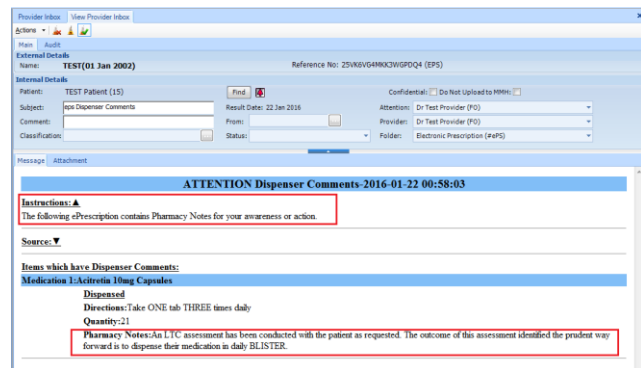 Provider Inbox View Provider Inbox
Actions
Main Audit
External Details
Name: TEST(01 Jan 2002) Reference No: 25VK6VG4MKK3WGPDQ4 (EPS)
Internal Details
Patient: TEST Patient (15) Find Confidential: Do Not Upload to MMH:
Subject: eps Dispenser Comments Result Date: 22 Jan 2016 Attention: Dr Test Provider (FO)
Comment: From: ... Provider: Dr Test Provider (FO)
Classification: ... Status: Folder: Electronic Prescription (#ePS)
Message Attachment
ATTENTION Dispenser Comments-2016-01-22 00:58:03
Instructions:▲
The following ePrescription contains Pharmacy Notes for your awareness or action.
Source:▼
Items which have Dispenser Comments:
Medication 1:Acitretin 10mg Capsules
Dispensed
Directions:Take ONE tab THREE times daily
Quantity:21
Pharmacy Notes:An LTC assessment has been conducted with the patient as requested. The outcome of this assessment identified the prudent way
forward is to dispense their medication in daily BLISTER.